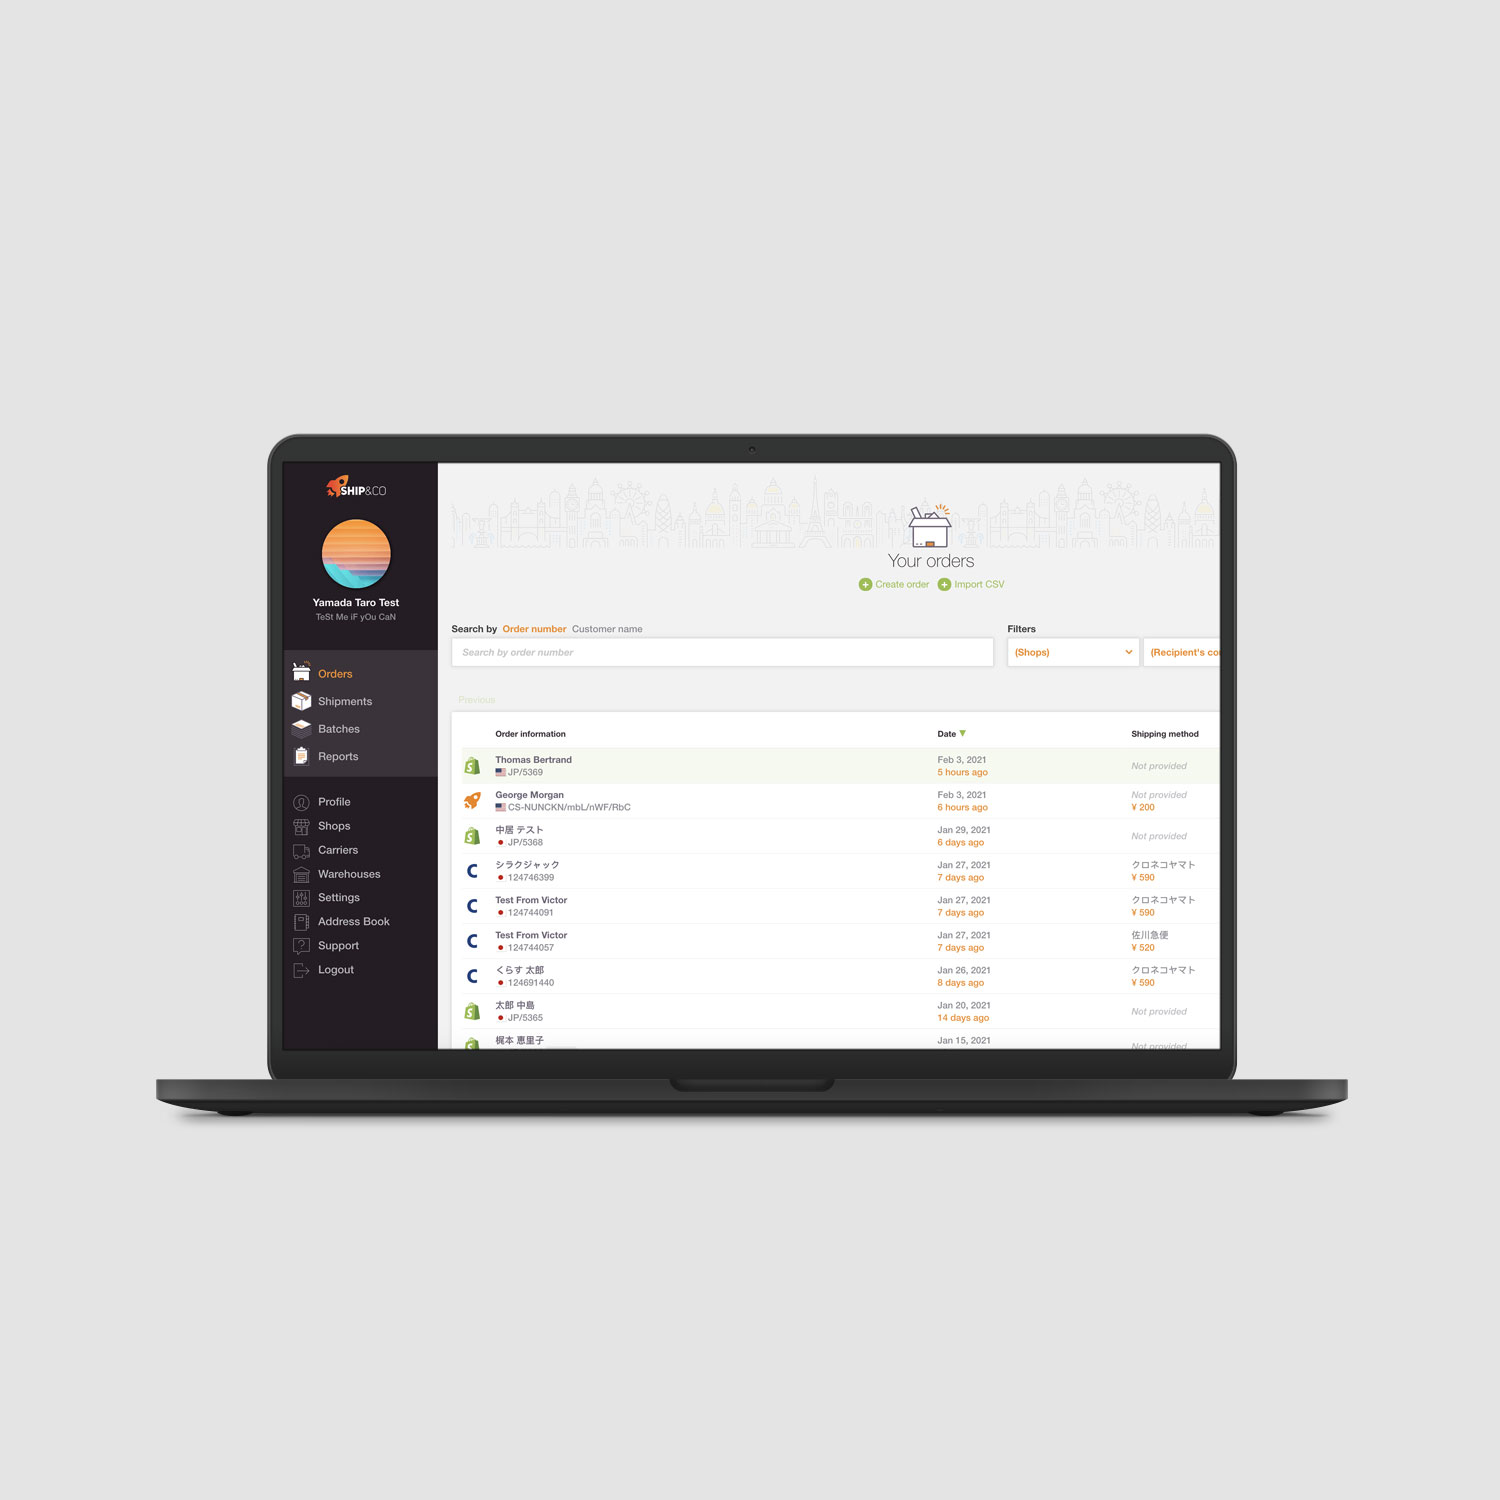 SHIP&CO
Yamada Taro Test
TeSt Me iF yOu CaN
Orders
Shipments
Batches
Reports
Profile
Shops
Carriers
Warehouses
Settings
Address Book
Support
Logout
Your orders
Create order Import CSV
Search by Order number Customer name
Search by order number
Filters
(Shops)
(Recipient's
Previous
Order information Date Shipping method
Thomas Bertrand Feb 3, 2021 Not provided
JP/5369 5 hours ago
George Morgan Feb 3, 2021 Not provided
CS-NUNCKN/mbL/nWF/RbC 6 hours ago ¥ 200
中居 テスト Jan 29, 2021 Not provided
JP/5368 6 days ago
シラクジャック Jan 27, 2021 クロネコヤマト
C 124746399 7 days ago ¥ 590
Test From Victor Jan 27, 2021 クロネコヤマト
C 124744091 7 days ago ¥ 590
Test From Victor Jan 27, 2021 佐川急便
C 124744057 7 days ago ¥ 520
くらす 太郎 Jan 26, 2021 クロネコヤマト
C 124691440 8 days ago ¥ 590
太郎 中島 Jan 20, 2021 Not provided
JP/5365 14 days ago
梶本 恵里子 Jan 15, 2021 Not provided